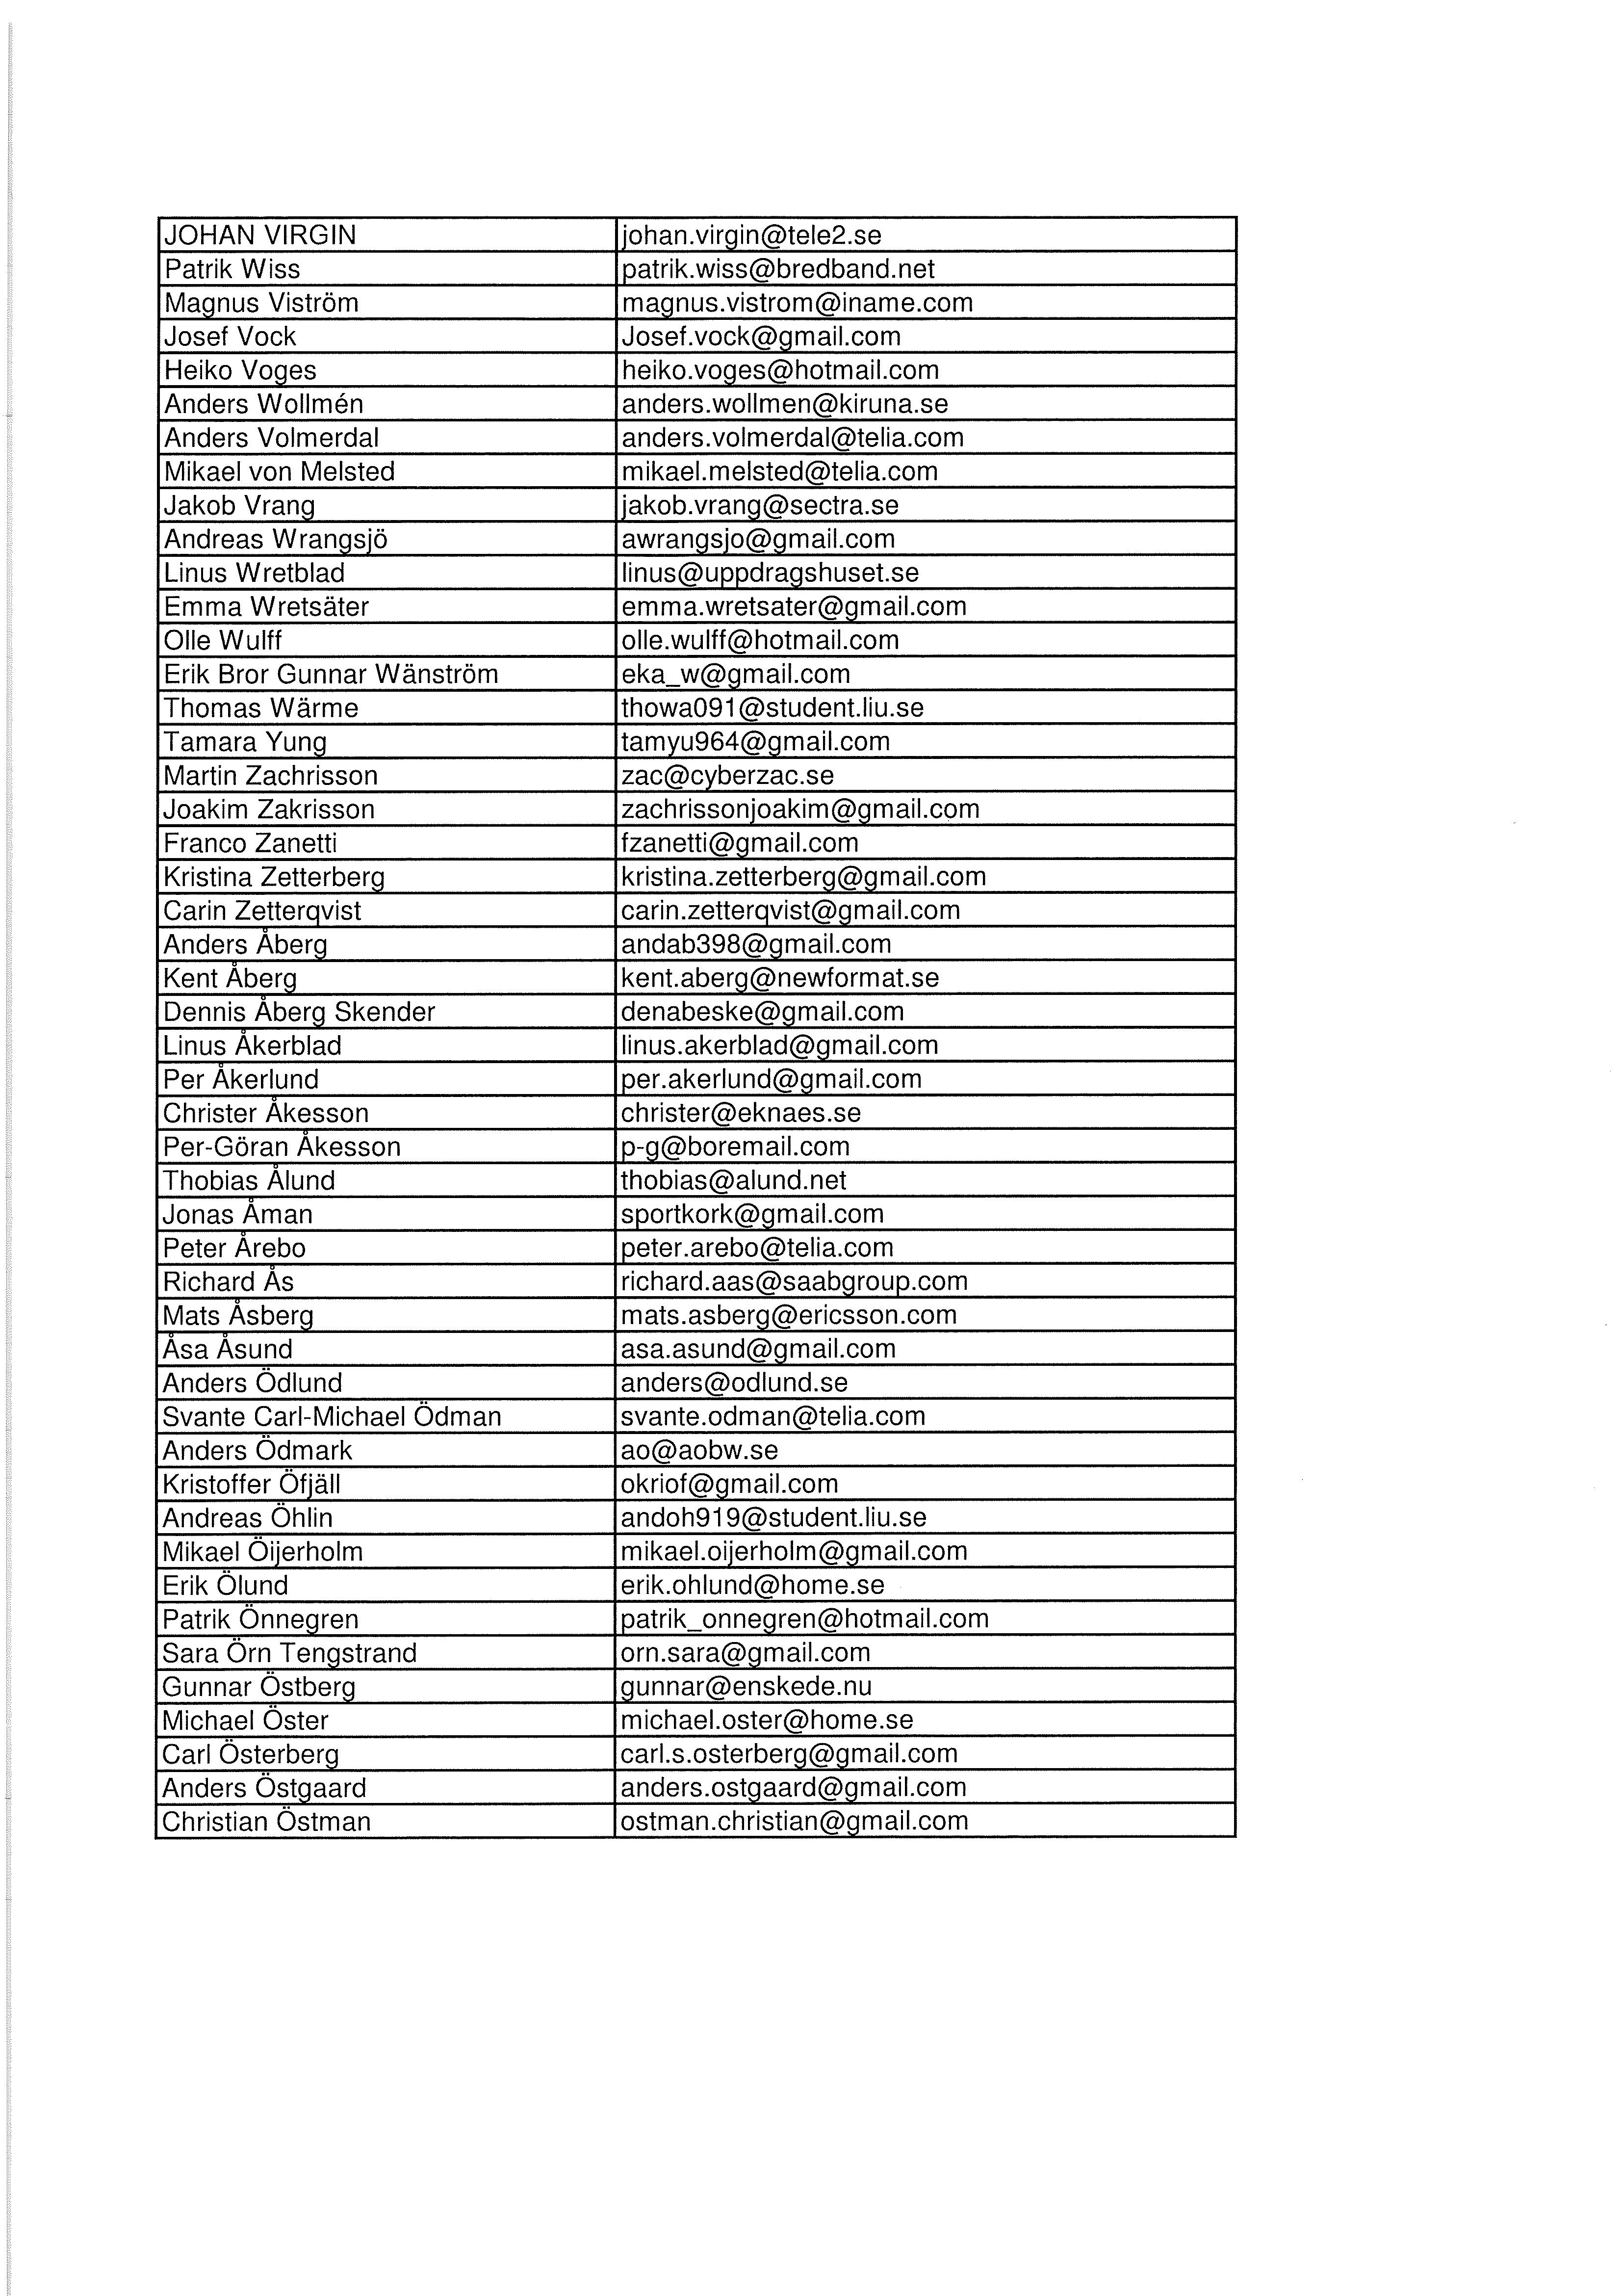 JOHAN VIRGIN johan.virgin@tele2.se
Patrik Wiss patrik.wiss@bredband.net
Magnus Viström magnus.vistrom@iname.com
Josef Vock Josef.vock@gmail.com
Heiko Voges heiko.voges@hotmail.com
Anders Wollmén anders.wollmen@kiruna.se
Anders Volmerdal anders.volmerdal@telia.com
Mikael von Melsted mikael.melsted@telia.com
Jakob Vrang jakob.vrang@sectra.se
Andreas Wrangsjö awrangsjo@gmail.com
Linus Wretblad linus@uppdragshuset.se
Emma Wretsäter emma.wretsater@gmail.com
Olle Wulff olle.wulff@hotmail.com
Erik Bror Gunnar Wänström eka_w@gmail.com
Thomas Wärme thowa091@student.liu.se
Tamara Yung tamyu964@gmail.com
Martin Zachrisson zac@cyberzac.se
Joakim Zakrisson zachrissonjoakim@gmail.com
Franco Zanetti fzanetti@gmail.com
Kristina Zetterberg kristina.zetterberg@gmail.com
Carin Zetterqvist carin.zetterqvist@gmail.com
Anders Åberg andab398@gmail.com
Kent Åberg kent.aberg@newformat.se
Dennis Åberg Skender denabeske@gmail.com
Linus Åkerblad linus.akerblad@gmail.com
Per Åkerlund per.akerlund@gmail.com
Christer Åkesson christer@eknaes.se
Per-Göran Åkesson p-g@boremail.com
Thobias Ålund thobias@alund.net
Jonas Åman sportkork@gmail.com
Peter Årebo peter.arebo@telia.com
Richard Ås richard.aas@saabgroup.com
Mats Åsberg mats.asberg@ericsson.com
Åsa Åsund asa.asund@gmail.com
Anders Ödlund anders@odlund.se
Svante Carl-Michael Ödman svante.odman@telia.com
Anders Ödmark ao@aobw.se
Kristoffer Öfjäll okriof@gmail.com
Andreas Öhlin andoh919@student.liu.se
Mikael Öijerholm mikael.oijerholm@gmail.com
Erik Ölund erik.ohlund@home.se
Patrik Önnegren patrik_onnegren@hotmail.com
Sara Örn Tengstrand orn.sara@gmail.com
Gunnar Östberg gunnar@enskede.nu
Michael Öster michael.oster@home.se
Carl Österberg carl.s.osterberg@gmail.com
Anders Östgaard anders.ostgaard@gmail.com
Christian Östman ostman.christian@gmail.com